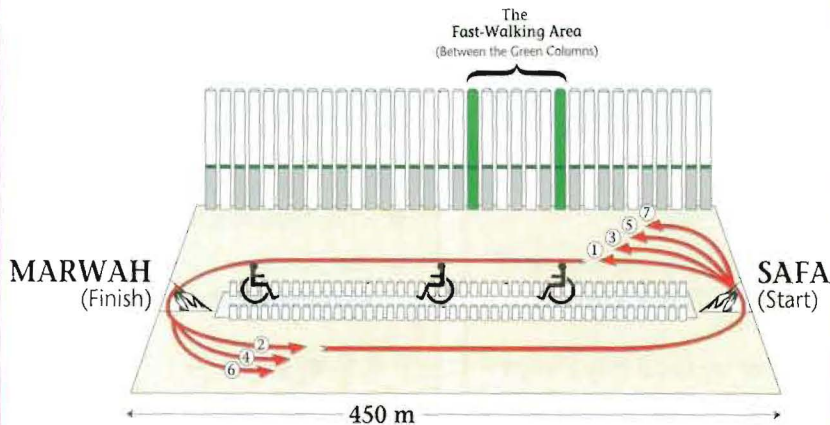 The
Fast-Walking Area
(Between the Green Columns)
7
5
3
1
MARWAH
(Finish)
SAFA
(Start)
2
4
6
450 m